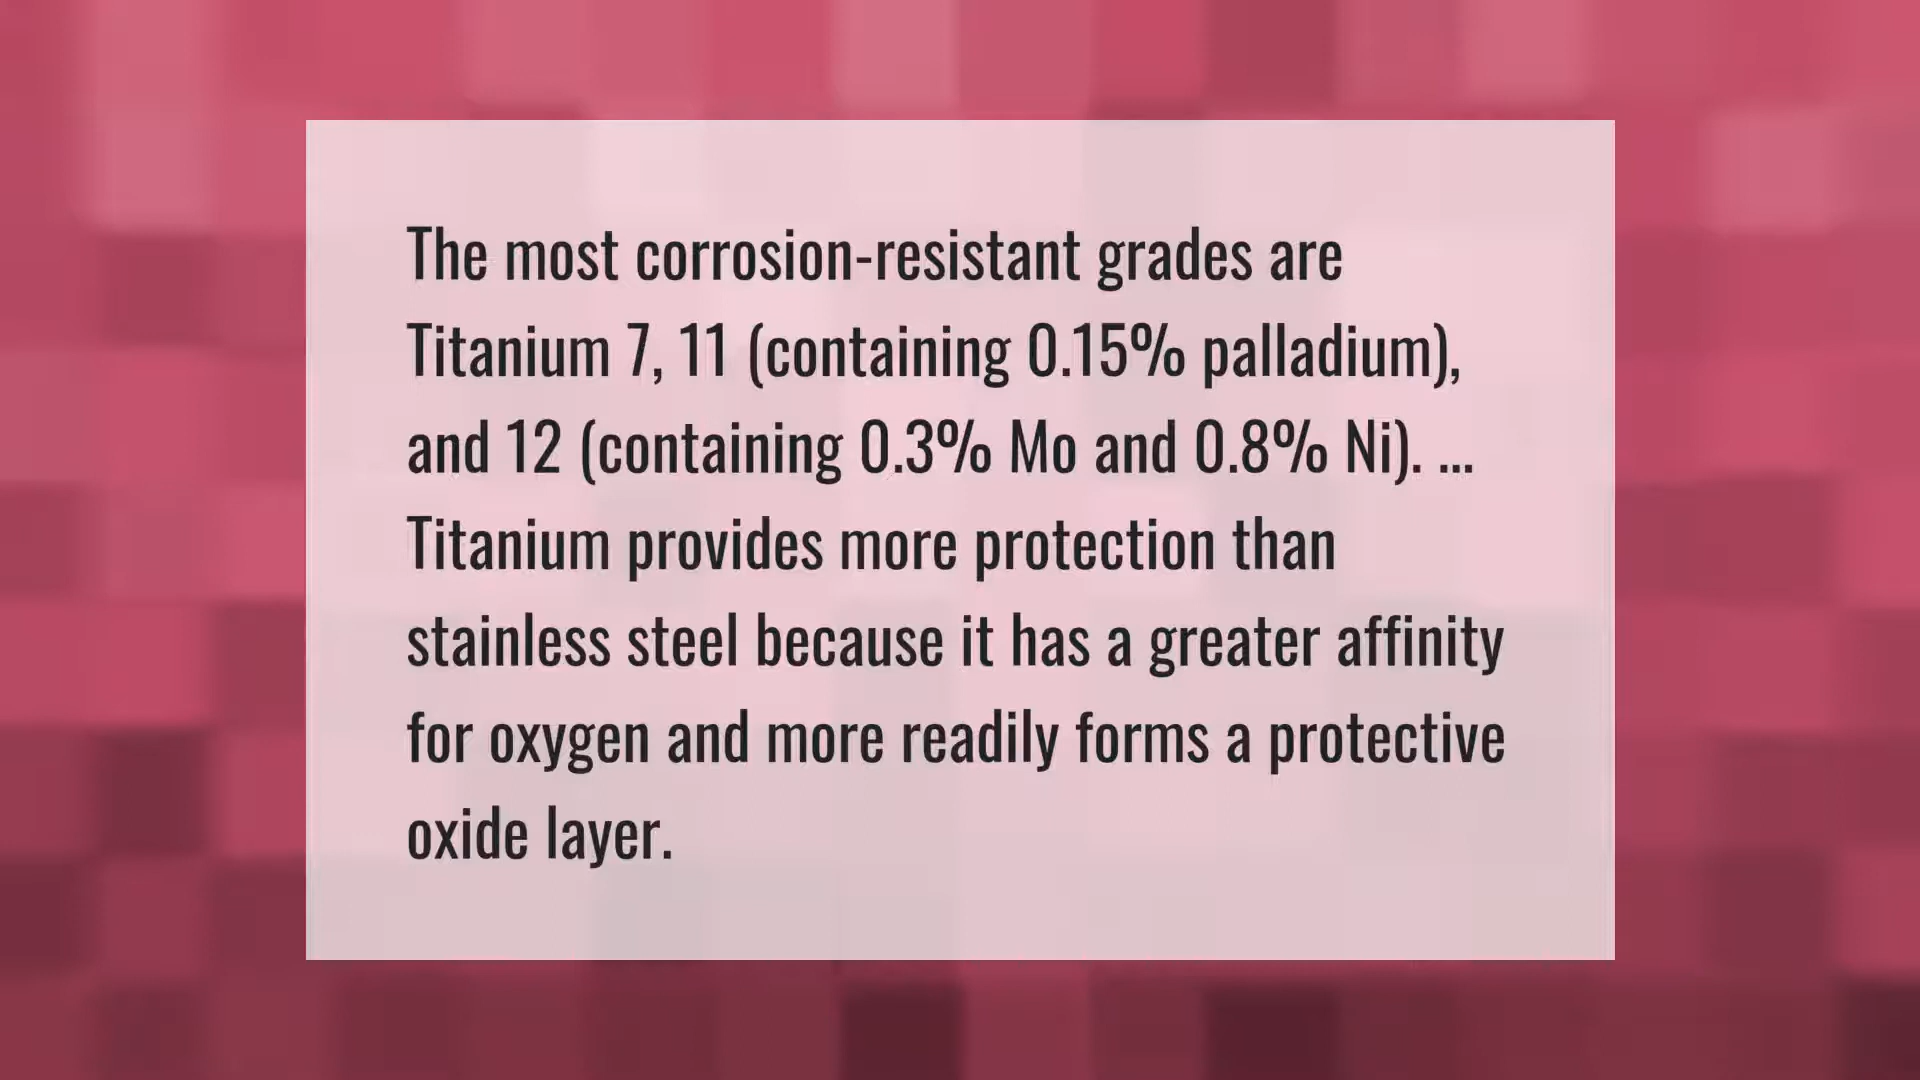 The most corrosion-resistant grades are
Titanium 7, 11 (containing 0.15% palladium),
and 12 (containing 0.3% Mo and 0.8% Ni). ...
Titanium provides more protection than
stainless steel because it has a greater affinity
for oxygen and more readily forms a protective
oxide layer.